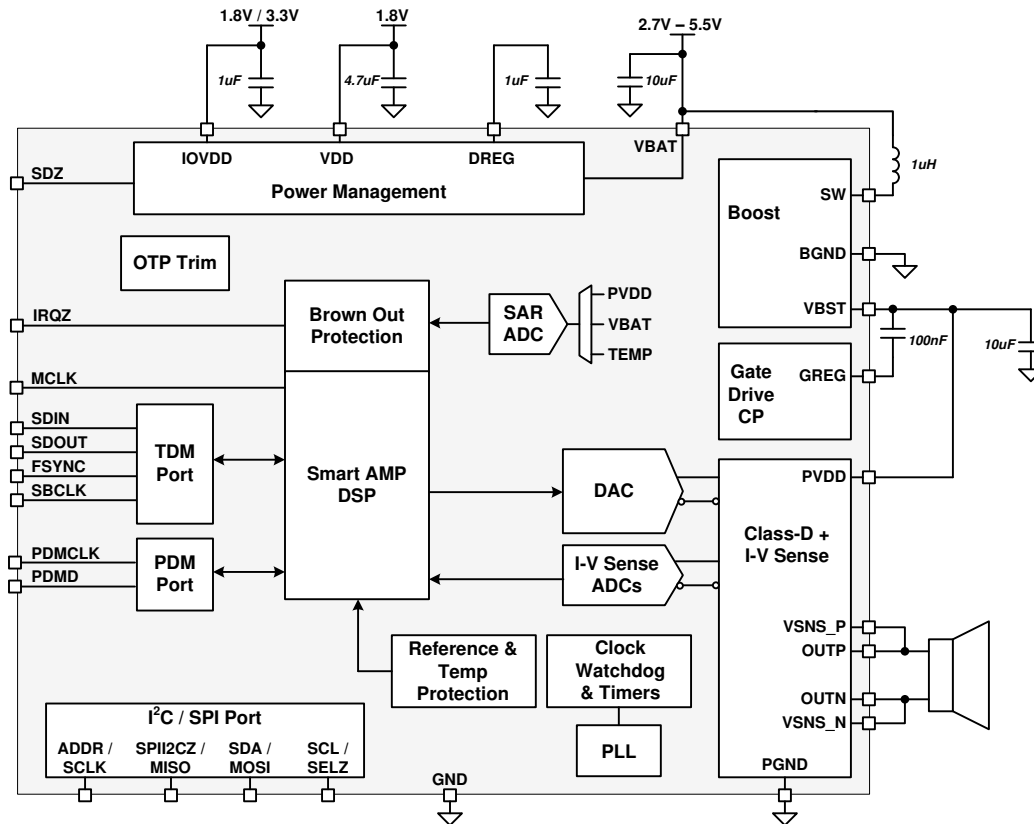 1.8V / 3.3V
1.8V
2.7V – 5.5V
1uF
4.7uF
1uF
10uF
IOVDD
VDD
DREG
VBAT
Power Management
SDZ
1uH
SW
Boost
BGND
VBST
OTP Trim
IRQZ
Brown Out
Protection
SAR
ADC
PVDD
VBAT
TEMP
100nF
10uF
GREG
Gate
Drive
CP
MCLK
SDIN
SDOUT
FSYNC
SBCLK
TDM
Port
Smart AMP
DSP
DAC
PVDD
Class-D +
I-V Sense
PDMCLK
PDMD
PDM
Port
I-V Sense
ADCs
VSNS_P
OUTP
OUTN
VSNS_N
Reference &
Temp
Protection
Clock
Watchdog
& Timers
PLL
I²C / SPI Port
ADDR /
SCLK
SPII2CZ /
MISO
SDA /
MOSI
SCL /
SELZ
GND
PGND